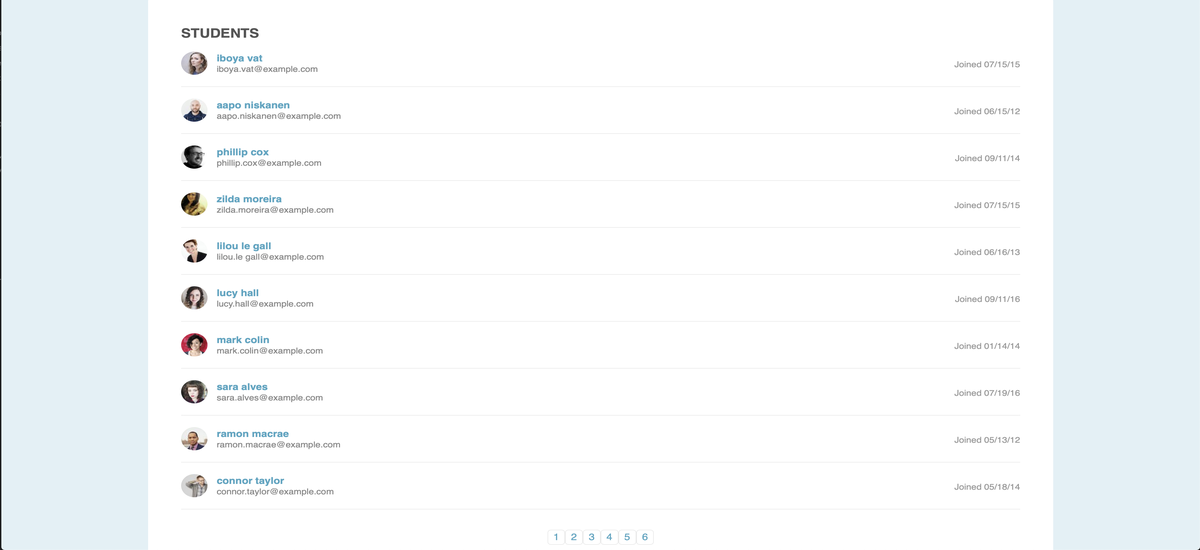 STUDENTS
iboya vat
iboya.vat@example.com
Joined 07/15/15
aapo niskanen
aapo.niskanen@example.com
Joined 06/15/12
phillip cox
phillip.cox@example.com
Joined 09/11/14
zilda moreira
zilda.moreira@example.com
Joined 07/15/15
lilou le gall
lilou.le gall@example.com
Joined 06/16/13
lucy hall
lucy.hall@example.com
Joined 09/11/16
mark colin
mark.colin@example.com
Joined 01/14/14
sara alves
sara.alves@example.com
Joined 07/19/16
ramon macrae
ramon.macrae@example.com
Joined 05/13/12
connor taylor
connor.taylor@example.com
Joined 05/18/14
1 2 3 4 5 6